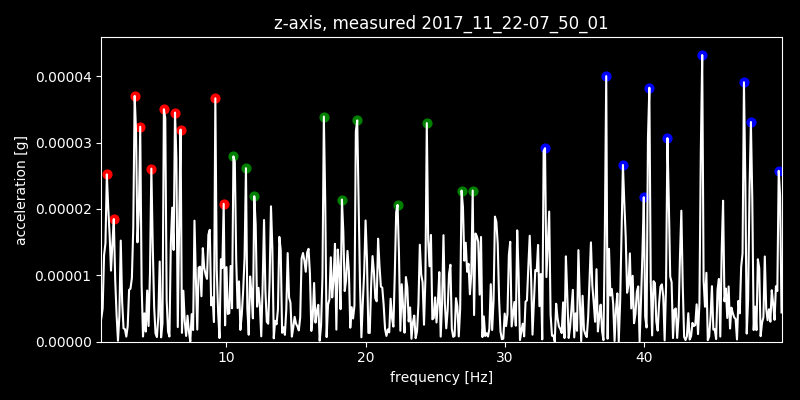 z-axis, measured 2017_11_22-07_50_01
0.00004
0.00003
0.00002
0.00001
0.00000
acceleration [g]
10 20 30 40
frequency [Hz]